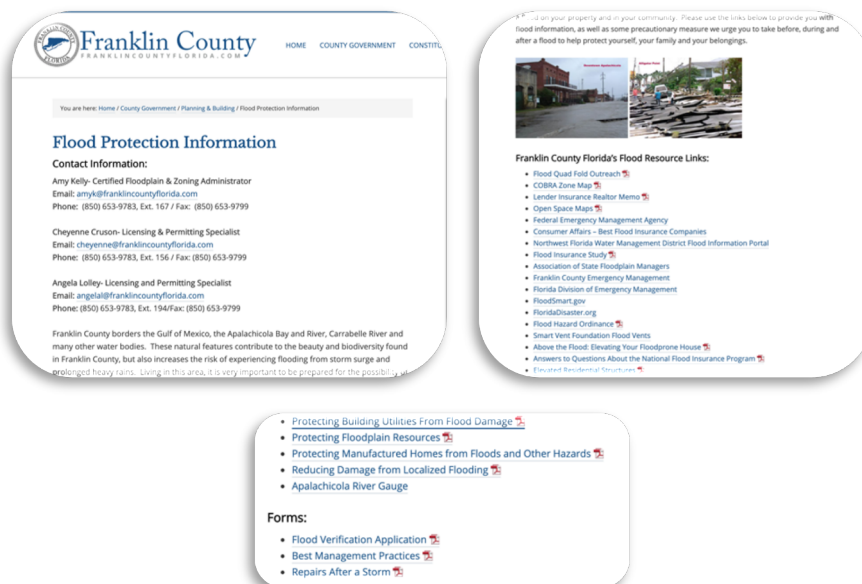 Franklin County
FRANKLINCOUNTYFLORIDA.COM
HOME COUNTY GOVERNMENT CONSTITU
You are here: Home / County Government / Planning & Building / Flood Protection Information
Flood Protection Information
Contact Information:
Amy Kelly- Certified Floodplain & Zoning Administrator
Email: amyk@franklincountyflorida.com
Phone: (850) 653-9783, Ext. 167 / Fax: (850) 653-9799
Cheyenne Cruson- Licensing & Permitting Specialist
Email: cheyenne@franklincountyflorida.com
Phone: (850) 653-9783, Ext. 156 / Fax: (850) 653-9799
Angela Lolley- Licensing and Permitting Specialist
Email: angelal@franklincountyflorida.com
Phone: (850) 653-9783, Ext. 194/Fax: (850) 653-9799
Franklin County borders the Gulf of Mexico, the Apalachicola Bay and River, Carrabelle River and
many other water bodies. These natural features contribute to the beauty and biodiversity found
in Franklin County, but also increases the risk of experiencing flooding from storm surge and
prolonged heavy rains. Living in this area, it is very important to be prepared for the possibility of
on your property and in your community. Please use the links below to provide you with
flood information, as well as some precautionary measure we urge you to take before, during and
after a flood to help protect yourself, your family and your belongings.
Downtown Apalachicola
Alligator Point
Franklin County Florida's Flood Resource Links:
Flood Quad Fold Outreach
COBRA Zone Map
Lender Insurance Realtor Memo
Open Space Maps
Federal Emergency Management Agency
Consumer Affairs – Best Flood Insurance Companies
Northwest Florida Water Management District Flood Information Portal
Flood Insurance Study
Association of State Floodplain Managers
Franklin County Emergency Management
Florida Division of Emergency Management
FloodSmart.gov
FloridaDisaster.org
Flood Hazard Ordinance
Smart Vent Foundation Flood Vents
Above the Flood: Elevating Your Floodprone House
Answers to Questions About the National Flood Insurance Program
Elevated Residential Structures
Protecting Building Utilities From Flood Damage
Protecting Floodplain Resources
Protecting Manufactured Homes from Floods and Other Hazards
Reducing Damage from Localized Flooding
Apalachicola River Gauge
Forms:
Flood Verification Application
Best Management Practices
Repairs After a Storm